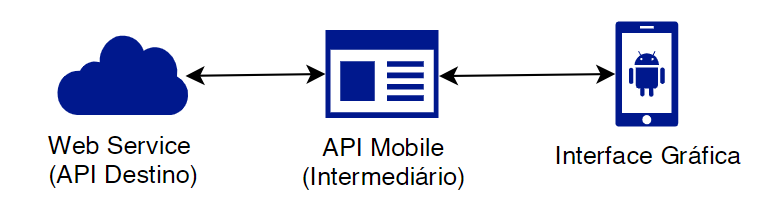 Web Service
(API Destino)
API Mobile
(Intermediário)
Interface Gráfica